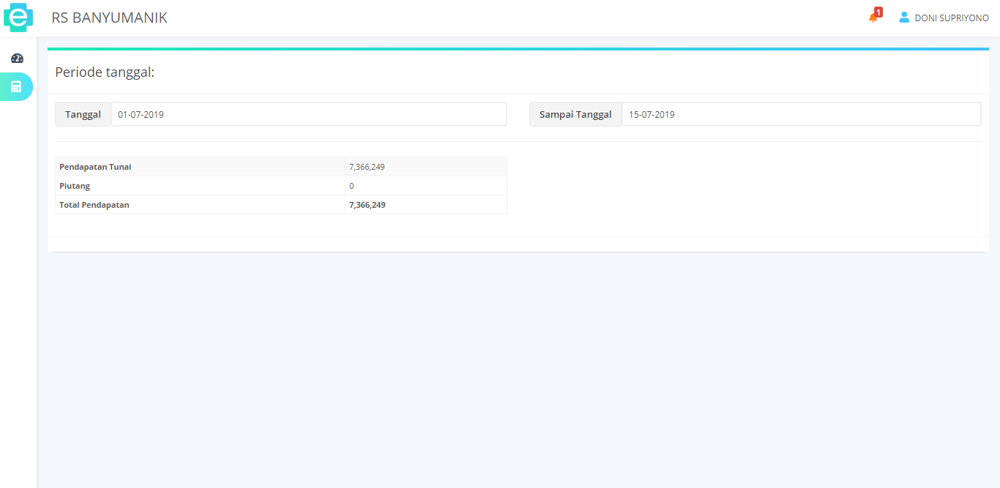 e RS BANYUMANIK 1 DONI SUPRIYONO
Periode tanggal:
Tanggal 01-07-2019 Sampai Tanggal 15-07-2019
Pendapatan Tunai 7,366,249
Piutang 0
Total Pendapatan 7,366,249